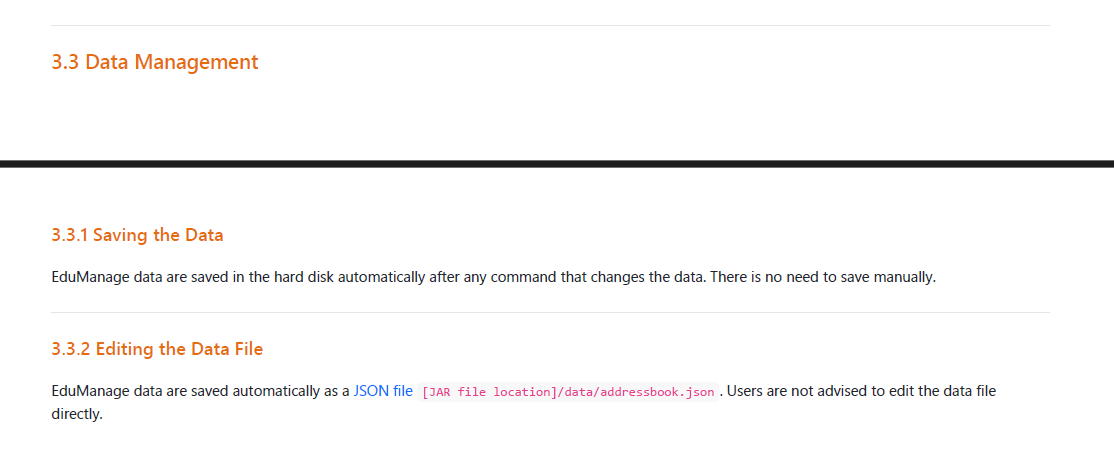 3.3 Data Management
3.3.1 Saving the Data
EduManage data are saved in the hard disk automatically after any command that changes the data. There is no need to save manually.
3.3.2 Editing the Data File
EduManage data are saved automatically as a JSON file [JAR file location]/data/addressbook.json . Users are not advised to edit the data file
directly.